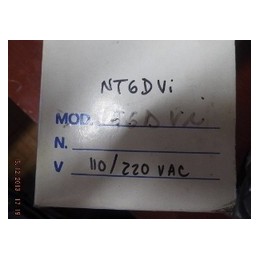 NT6DVi
MOD.
N.
V 110/220 VAC